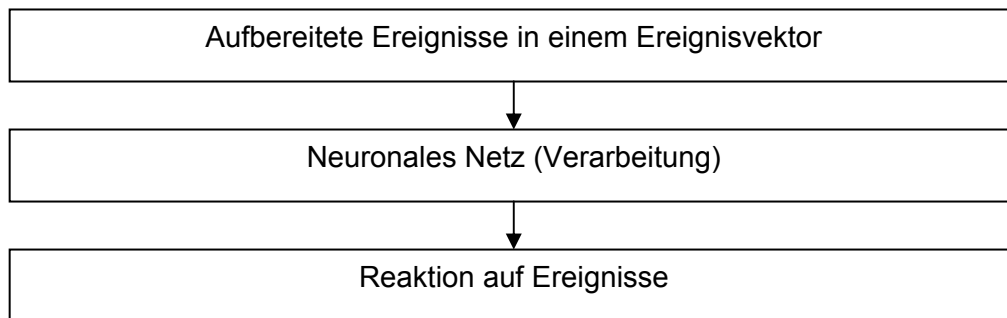 Aufbereitete Ereignisse in einem Ereignisvektor
Neuronales Netz (Verarbeitung)
Reaktion auf Ereignisse